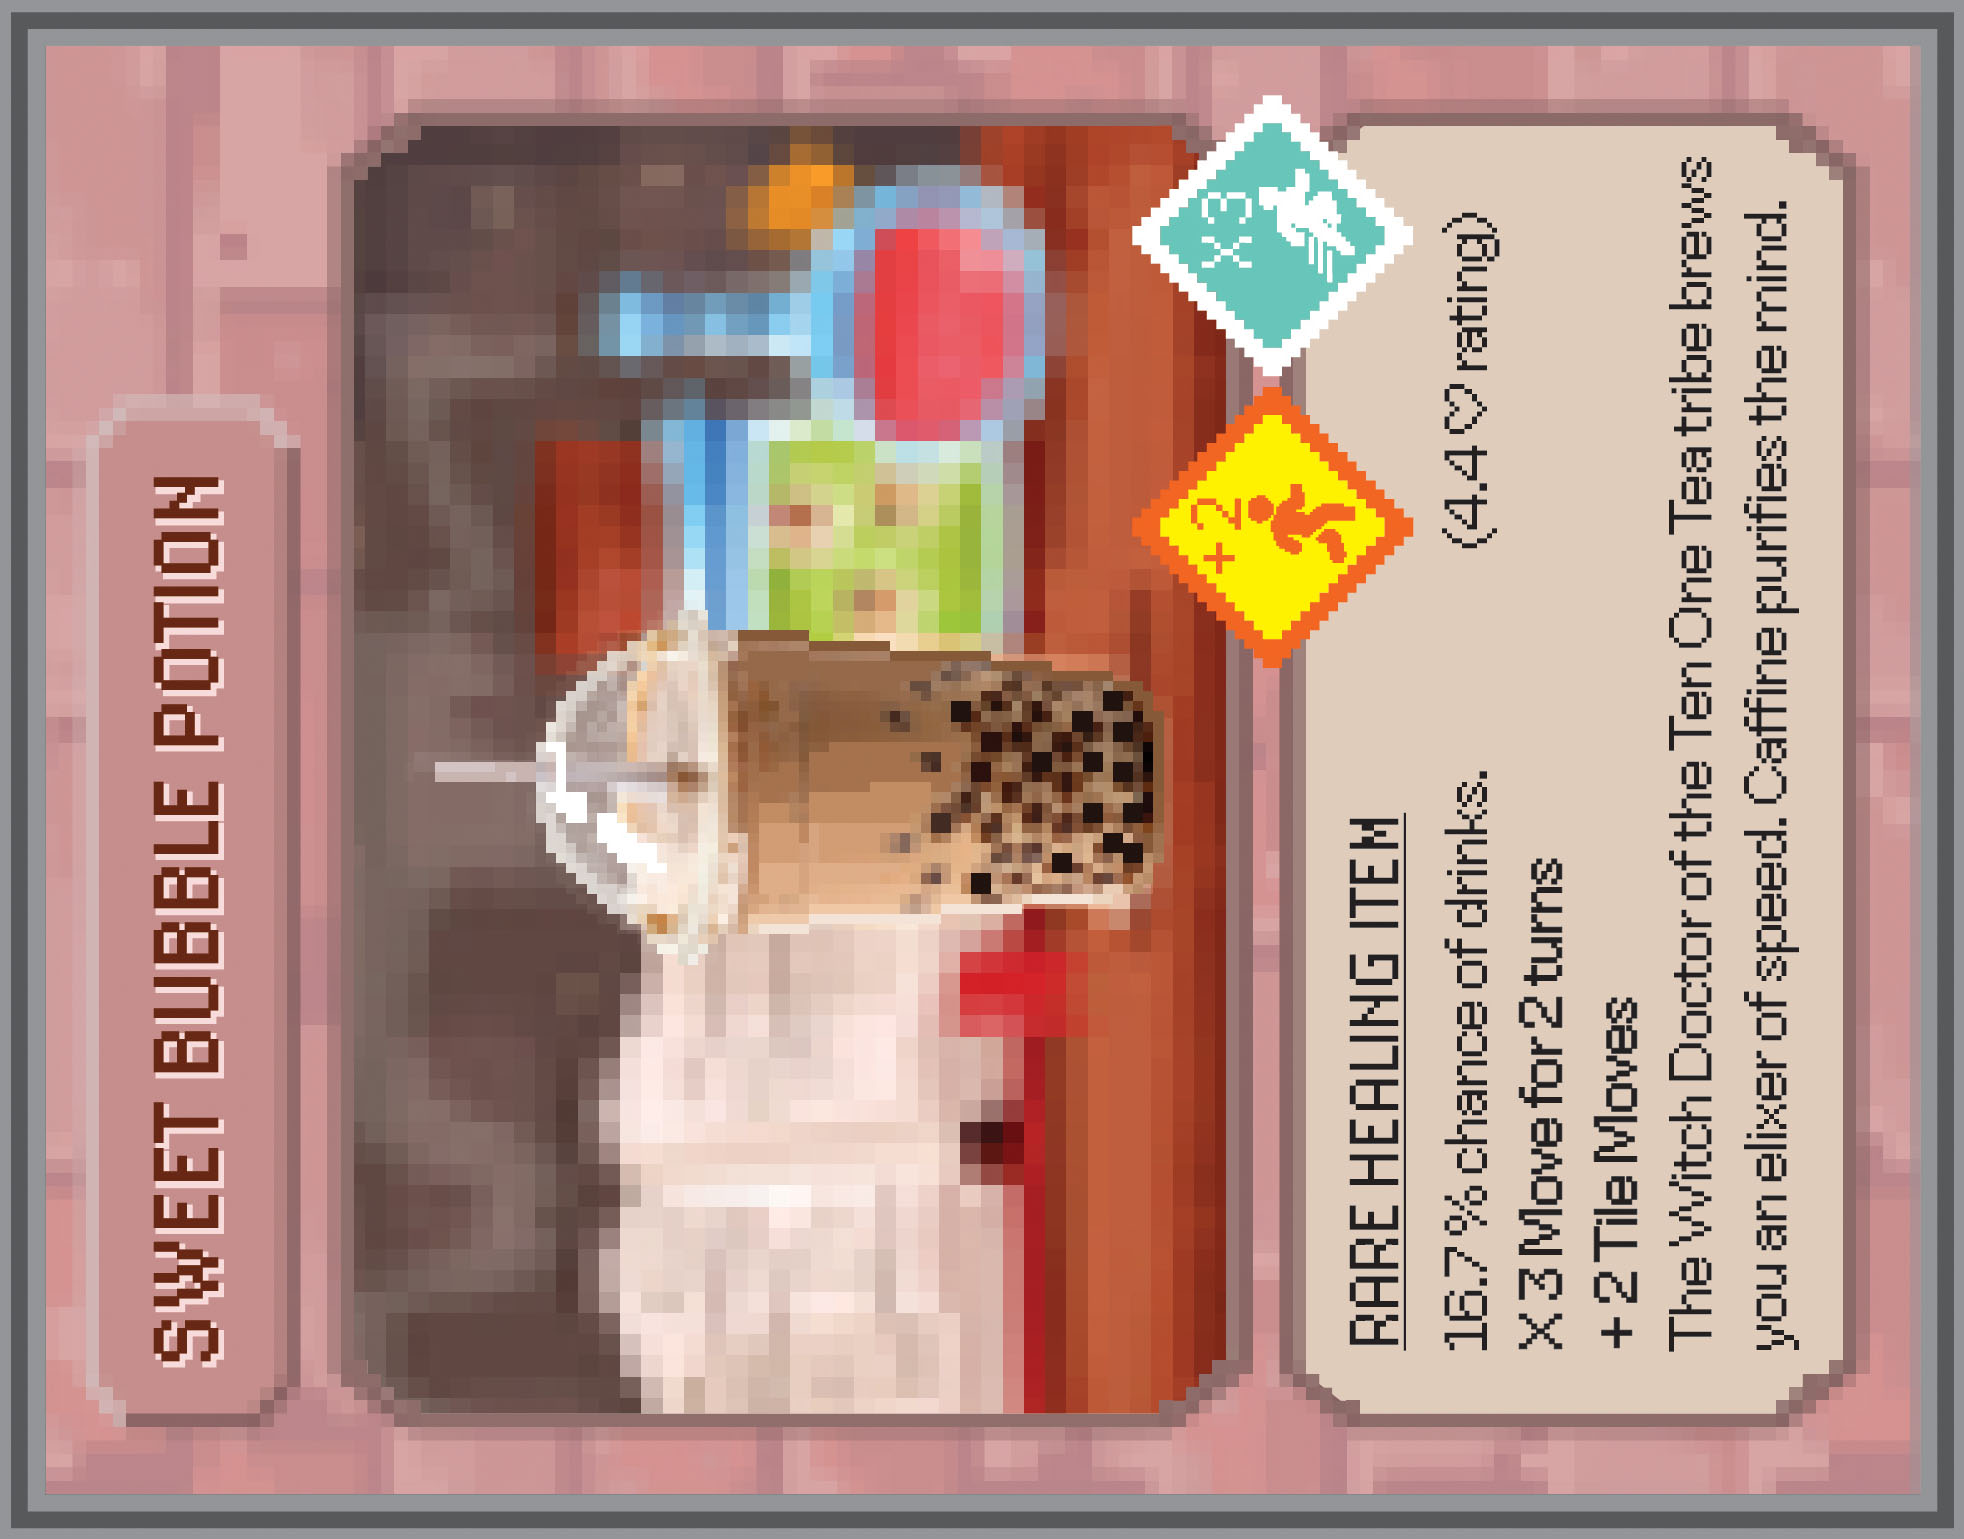 SWEET BUBBLE POTION
+2
x3
RARE HEALING ITEM
16.7% chance of drinks. (4.4♡ rating)
X 3 Move for 2 turns
+ 2 Tile Moves
The Witch Doctor of the Ten One Tea tribe brews
you an elixer of speed. Caffine purifies the mind.